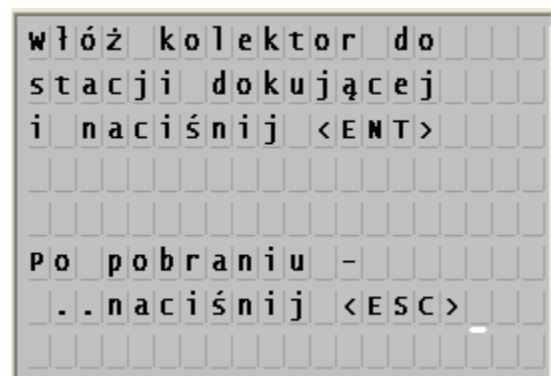 Włóż kolektor do
stacji dokującej
i naciśnij <ENT>
Po pobraniu -
..naciśnij <ESC>